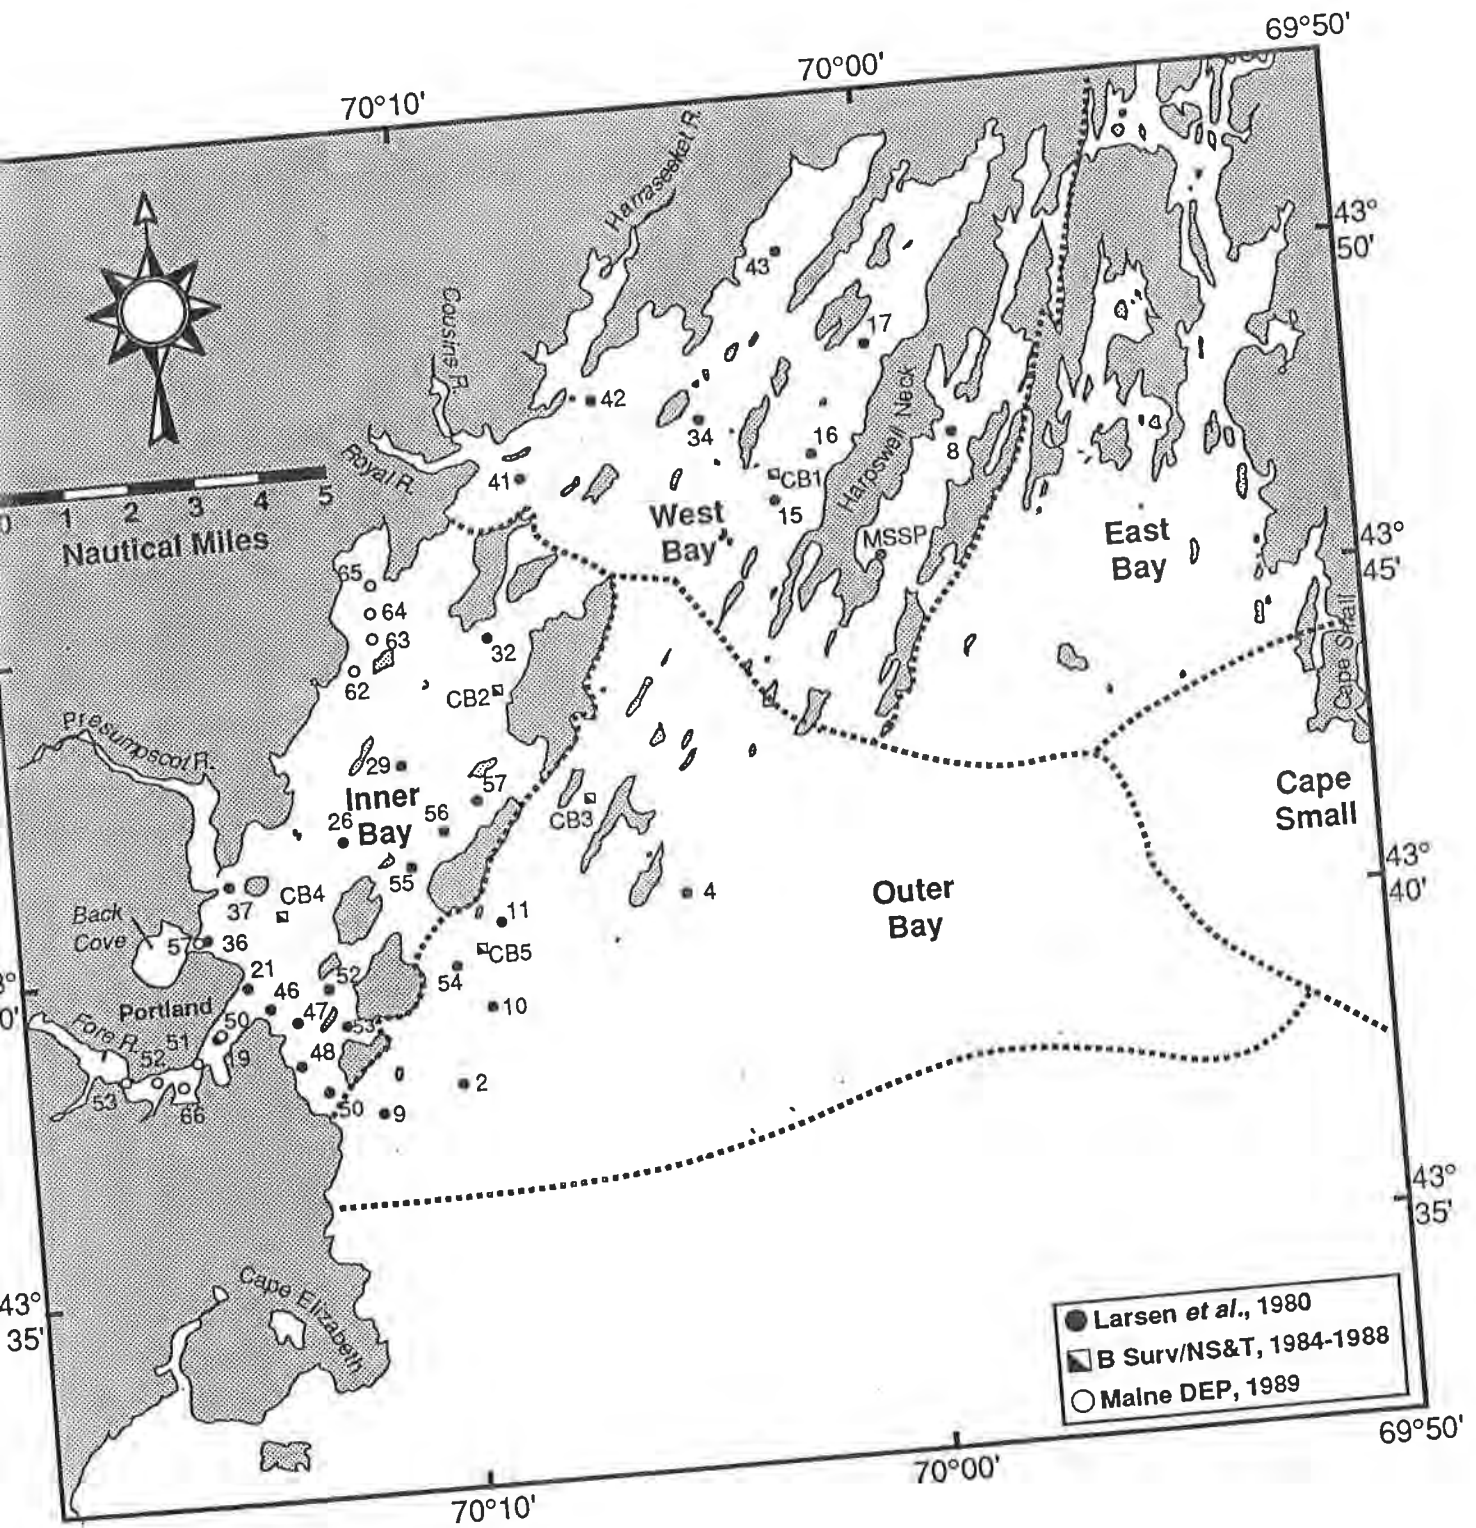 69°50'
70°00'
70°10'
Harraseeket R.
43°
50'
43
Cousins R.
17
42
34
16
Harpswell Neck
8
Royal R.
41
CB1
15
0 1 2 3 4 5
Nautical Miles
West
Bay
MSSP
East
Bay
43°
45'
65
64
63
62
32
CB2
Cape Small
Presumpscot R.
29
57
Inner
Bay
26
56
CB3
Cape
Small
55
43°
40'
37
CB4
4
Outer
Bay
11
Back
Cove
57
36
CB5
21
52
54
46
10
Portland
47
50
53
Fore R.
51
52
9
48
2
53
66
50
9
43°
35'
Cape Elizabeth
43°
35'
Larsen et al., 1980
B Surv/NS&T, 1984-1988
Maine DEP, 1989
69°50'
70°00'
70°10'